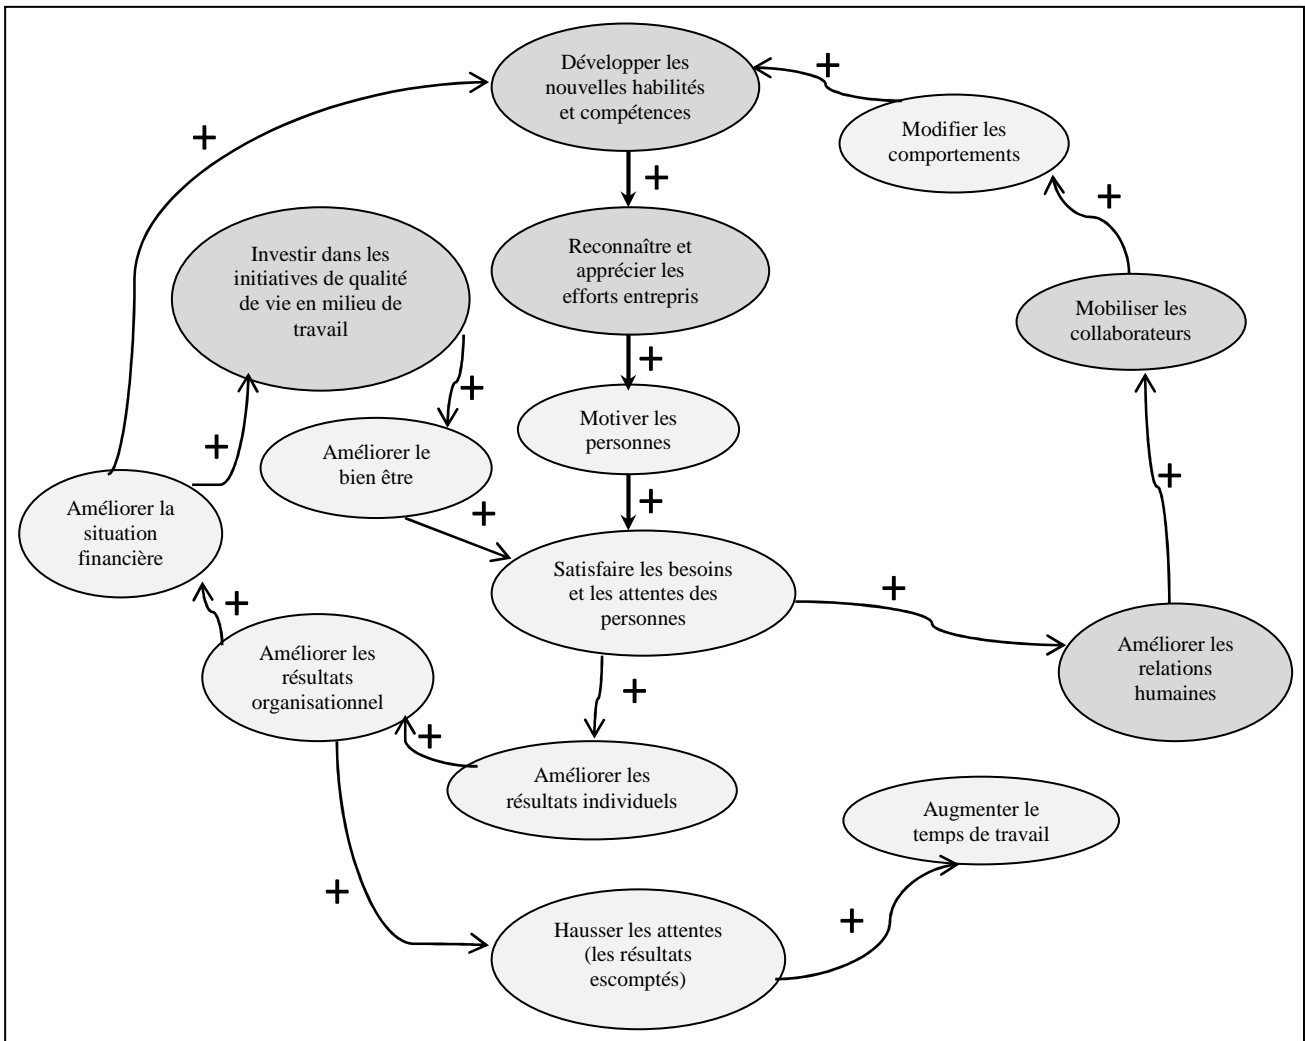 Développer les
nouvelles habilités
et compétences
+
+
Modifier les
comportements
+
+
+
Investir dans les
initiatives de qualité
de vie en milieu de
travail
Reconnaître et
apprécier les
efforts entrepris
Mobiliser les
collaborateurs
+
+
Motiver les
personnes
+
Améliorer le
bien être
+
+
+
Améliorer la
situation
financière
Satisfaire les besoins
et les attentes des
personnes
+
+
Améliorer les
résultats
organisationnel
Améliorer les
relations
humaines
+
+
Améliorer les
résultats individuels
Augmenter le
temps de travail
+
+
Hausser les attentes
(les résultats
escomptés)